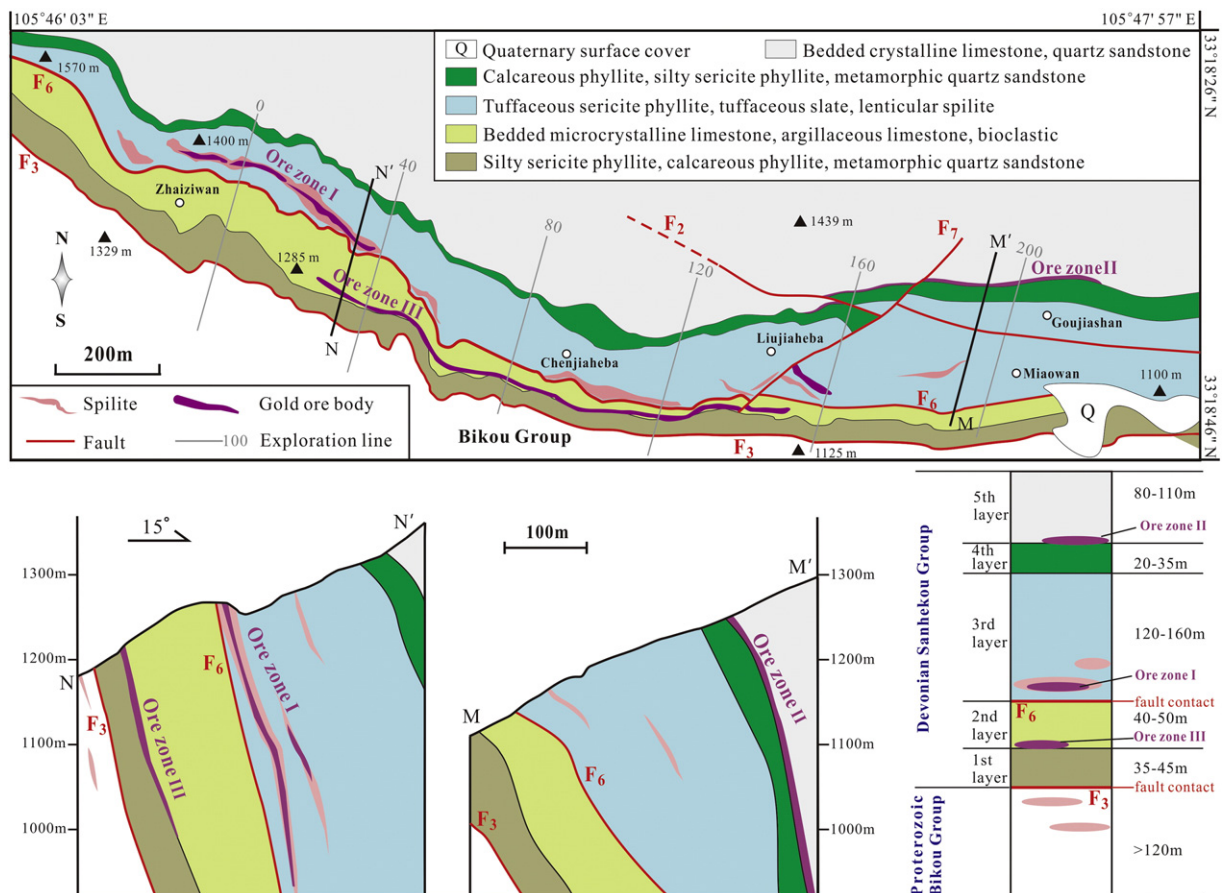 105°46' 03" E
105°47' 57" E
33°18'26" N
33°18'46" N
Q Quaternary surface cover
Bedded crystalline limestone, quartz sandstone
Calcareous phyllite, silty sericite phyllite, metamorphic quartz sandstone
Tuffaceous sericite phyllite, tuffaceous slate, lenticular spilite
Bedded microcrystalline limestone, argillaceous limestone, bioclastic
Silty sericite phyllite, calcareous phyllite, metamorphic quartz sandstone
1570 m
F6
F3
0
1400 m
Ore zone I
N'
40
Zhaiziwan
1329 m
1285 m
Ore zone III
N
80
F2
120
1439 m
F7
160
M'
200
Ore zone II
Goujiashan
Liujiaheba
Chenjiaheba
Miaowan
1100 m
F6
M
Q
N
S
200m
Bikou Group
F3
1125 m
Spilite
Gold ore body
Fault
100 Exploration line
15°
N'
1300m
1200m
1100m
1000m
N
F3
Ore zone III
F6
Ore zone I
100m
M'
1300m
1200m
1100m
1000m
M
F3
F6
Ore zone II
Devonian Sanhekou Group
Proterozoic
Bikou Group
5th
layer
80-110m
Ore zone II
4th
layer
20-35m
3rd
layer
120-160m
Ore zone I
fault contact
F6
2nd
layer
40-50m
Ore zone III
1st
layer
35-45m
fault contact
F3
>120m